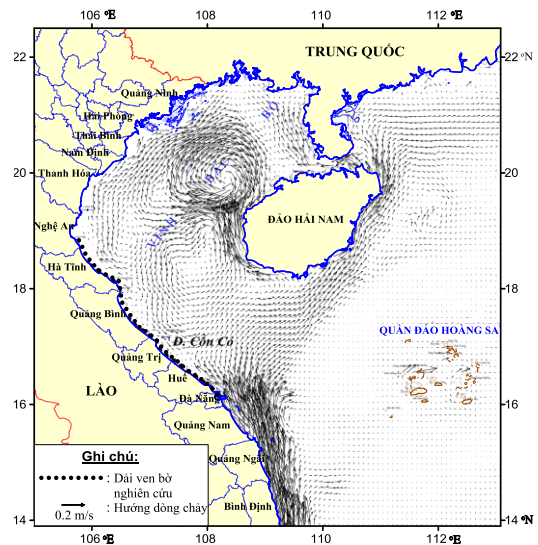 106 °E
108
110
112 °E
TRUNG QUỐC
22
22 °N
Quảng Ninh
Hải Phòng
BỘ
Thái Bình
Nam Định
BẮC
20
20
Thanh Hóa
ĐẢO HẢI NAM
VỊNH
Nghệ An
Hà Tĩnh
18
18
Quảng Bình
QUẦN ĐẢO HOÀNG SA
Đ. Cồn Cỏ
Quảng Trị
Huế
LÀO
Đà Nẵng
16
16
Quảng Nam
Ghi chú:
Quảng Ngãi
: Dải ven bờ
nghiên cứu
: Hướng dòng chảy
0.2 m/s
Bình Định
14
14 °N
106 °E
108
110
112 °E